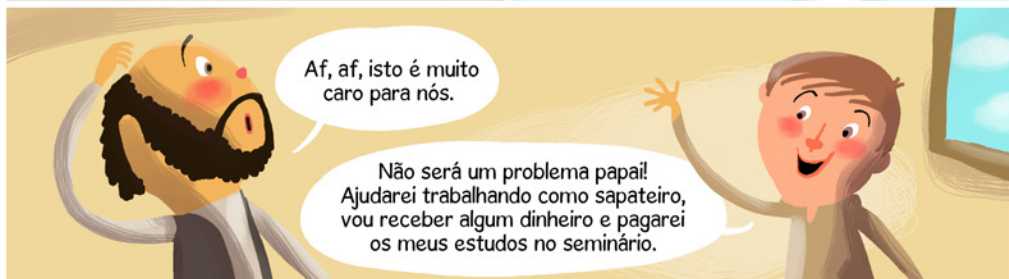 Af, af, isto é muito
caro para nós.
Não será um problema papai!
Ajudarei trabalhando como sapateiro,
vou receber algum dinheiro e pagarei
os meus estudos no seminário.